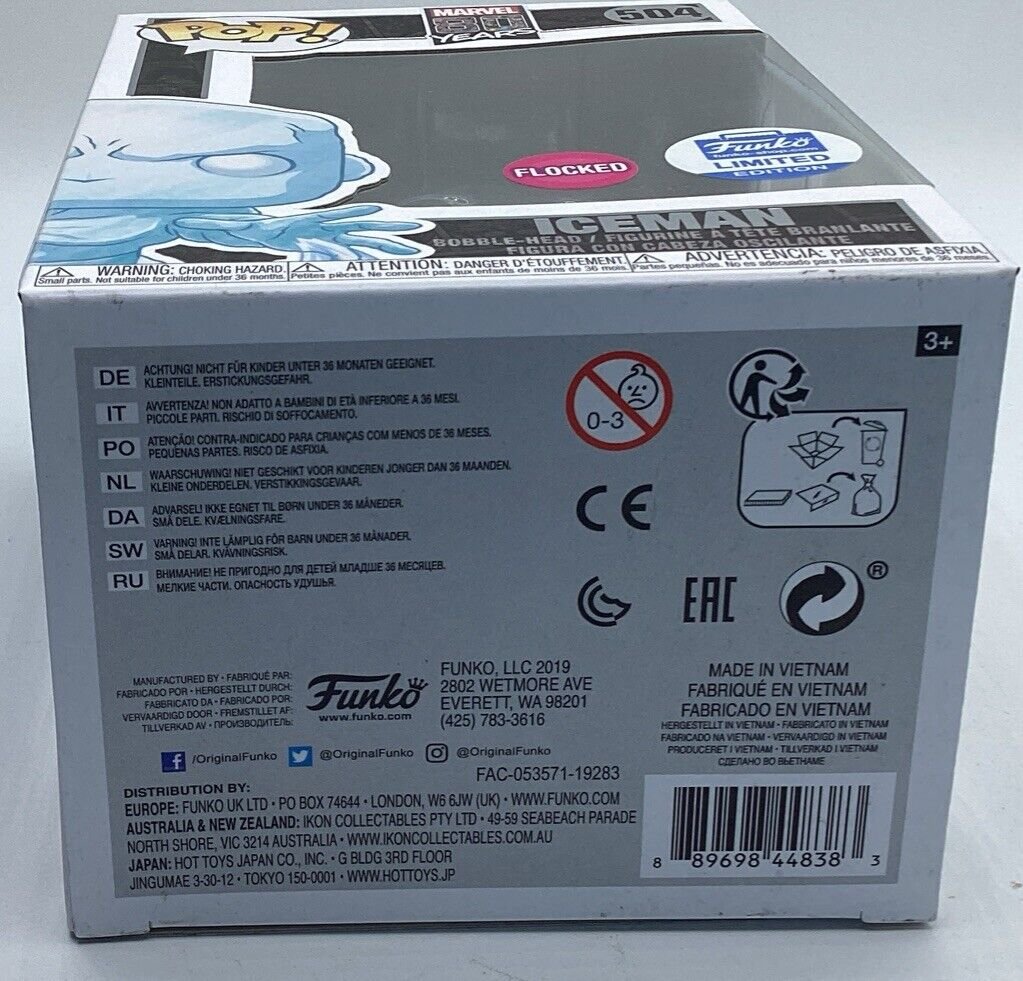 POP!
MARVEL
80
YEARS
504
FLOCKED
Funko
funko-shop.com
LIMITED
EDITION
ICEMAN
BOBBLE-HEAD / FIGURINE À TÊTE BRANLANTE
FIGURA CON CABEZA OSCILANTE
WARNING: CHOKING HAZARD.
Small parts. Not suitable for children under 36 months.
ATTENTION: DANGER D'ÉTOUFFEMENT.
Petites pièces. Ne convient pas aux enfants de moins de 36 mois.
ADVERTENCIA: PELIGRO DE ASFIXIA
Partes pequeñas. No es adecuado para niños menores de 36 meses
3+
DE ACHTUNG! NICHT FÜR KINDER UNTER 36 MONATEN GEEIGNET.
KLEINTEILE. ERSTICKUNGSGEFAHR.
IT AVVERTENZA! NON ADATTO A BAMBINI DI ETÀ INFERIORE A 36 MESI.
PICCOLE PARTI. RISCHIO DI SOFFOCAMENTO.
PO ATENÇÃO! CONTRA-INDICADO PARA CRIANÇAS COM MENOS DE 36 MESES.
PEQUENAS PARTES. RISCO DE ASFIXIA.
NL WAARSCHUWING! NIET GESCHIKT VOOR KINDEREN JONGER DAN 36 MAANDEN.
KLEINE ONDERDELEN. VERSTIKKINGSGEVAAR.
DA ADVARSEL! IKKE EGNET TIL BØRN UNDER 36 MÅNEDER.
SMÅ DELE. KVÆLNINGSFARE.
SW VARNING! INTE LÄMPLIG FÖR BARN UNDER 36 MÅNADER.
SMÅ DELAR. KVÄVNINGSRISK.
RU ВНИМАНИЕ! НЕ ПРИГОДНО ДЛЯ ДЕТЕЙ МЛАДШЕ 36 МЕСЯЦЕВ.
МЕЛКИЕ ЧАСТИ. ОПАСНОСТЬ УДУШЬЯ.
0-3
CE
EAC
®
MANUFACTURED BY • FABRIQUÉ PAR:
FABRICADO POR • HERGESTELLT DURCH:
FABBRICATO DA • FABRICADO POR:
VERVAARDIGD DOOR • FREMSTILLET AF:
TILLVERKAD AV • ПРОИЗВОДИТЕЛЬ:
Funko
www.funko.com
FUNKO, LLC 2019
2802 WETMORE AVE
EVERETT, WA 98201
(425) 783-3616
/OriginalFunko @OriginalFunko @OriginalFunko
FAC-053571-19283
MADE IN VIETNAM
FABRIQUÉ EN VIETNAM
FABRICADO EN VIETNAM
HERGESTELLT IN VIETNAM • FABBRICATO IN VIETNAM
FABRICADO NA VIETNAM • VERVAARDIGD IN VIETNAM
PRODUCERET I VIETNAM • TILLVERKAD I VIETNAM
СДЕЛАНО ВО ВЬЕТНАМЕ
DISTRIBUTION BY:
EUROPE: FUNKO UK LTD • PO BOX 74644 • LONDON, W6 6JW (UK) • WWW.FUNKO.COM
AUSTRALIA & NEW ZEALAND: IKON COLLECTABLES PTY LTD • 49-59 SEABEACH PARADE
NORTH SHORE, VIC 3214 AUSTRALIA • WWW.IKONCOLLECTABLES.COM.AU
JAPAN: HOT TOYS JAPAN CO., INC. • G BLDG 3RD FLOOR
JINGUMAE 3-30-12 • TOKYO 150-0001 • WWW.HOTTOYS.JP
8 89698 44838 3